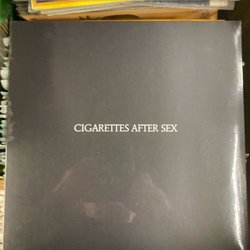 CIGARETTES AFTER SEX